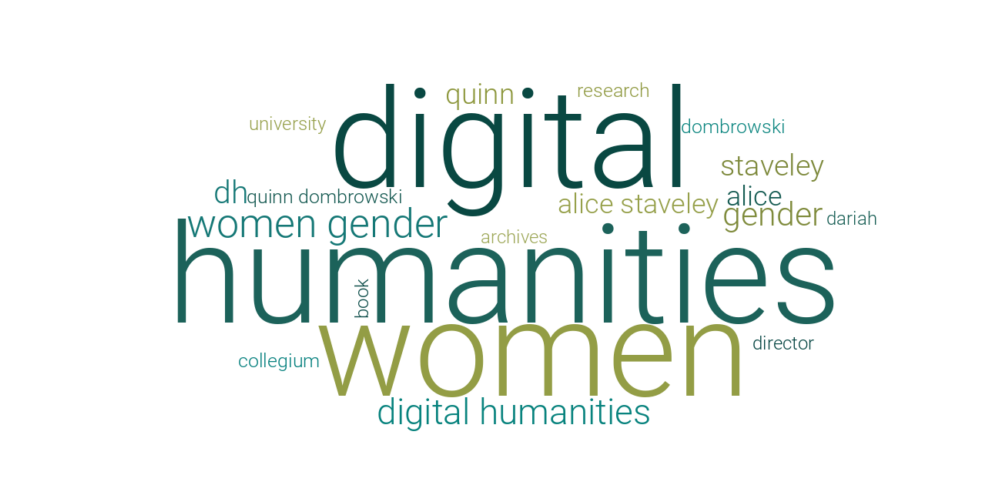 digital
quinn
research
university
dombrowski
staveley
dh
quinn dombrowski
alice staveley
alice
gender
dariah
women gender
archives
humanities
book
women
director
collegium
digital humanities